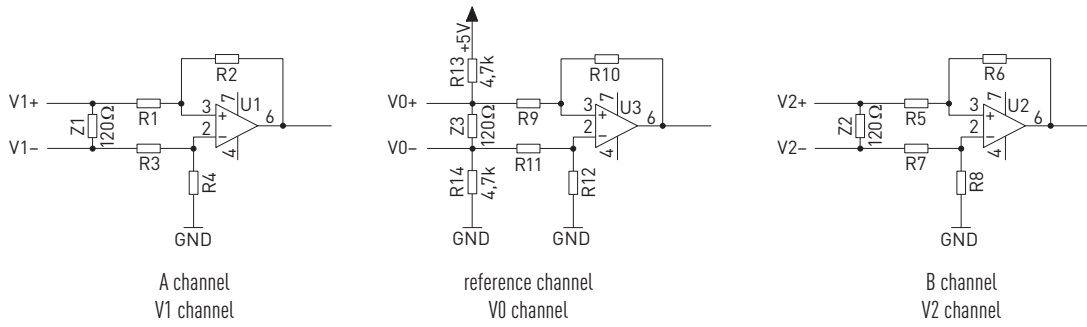 +5V
R13
4,7k
R2
R10
R6
V1+
R1
3
+
7
U1
6
Z1
120Ω
2
−
4
V1−
R3
R4
GND
V0+
R9
3
+
7
U3
6
Z3
120Ω
2
−
4
V0−
R11
R14
4,7k
R12
GND
GND
V2+
R5
3
+
7
U2
6
Z2
120Ω
2
−
4
V2−
R7
R8
GND
A channel
V1 channel
reference channel
V0 channel
B channel
V2 channel